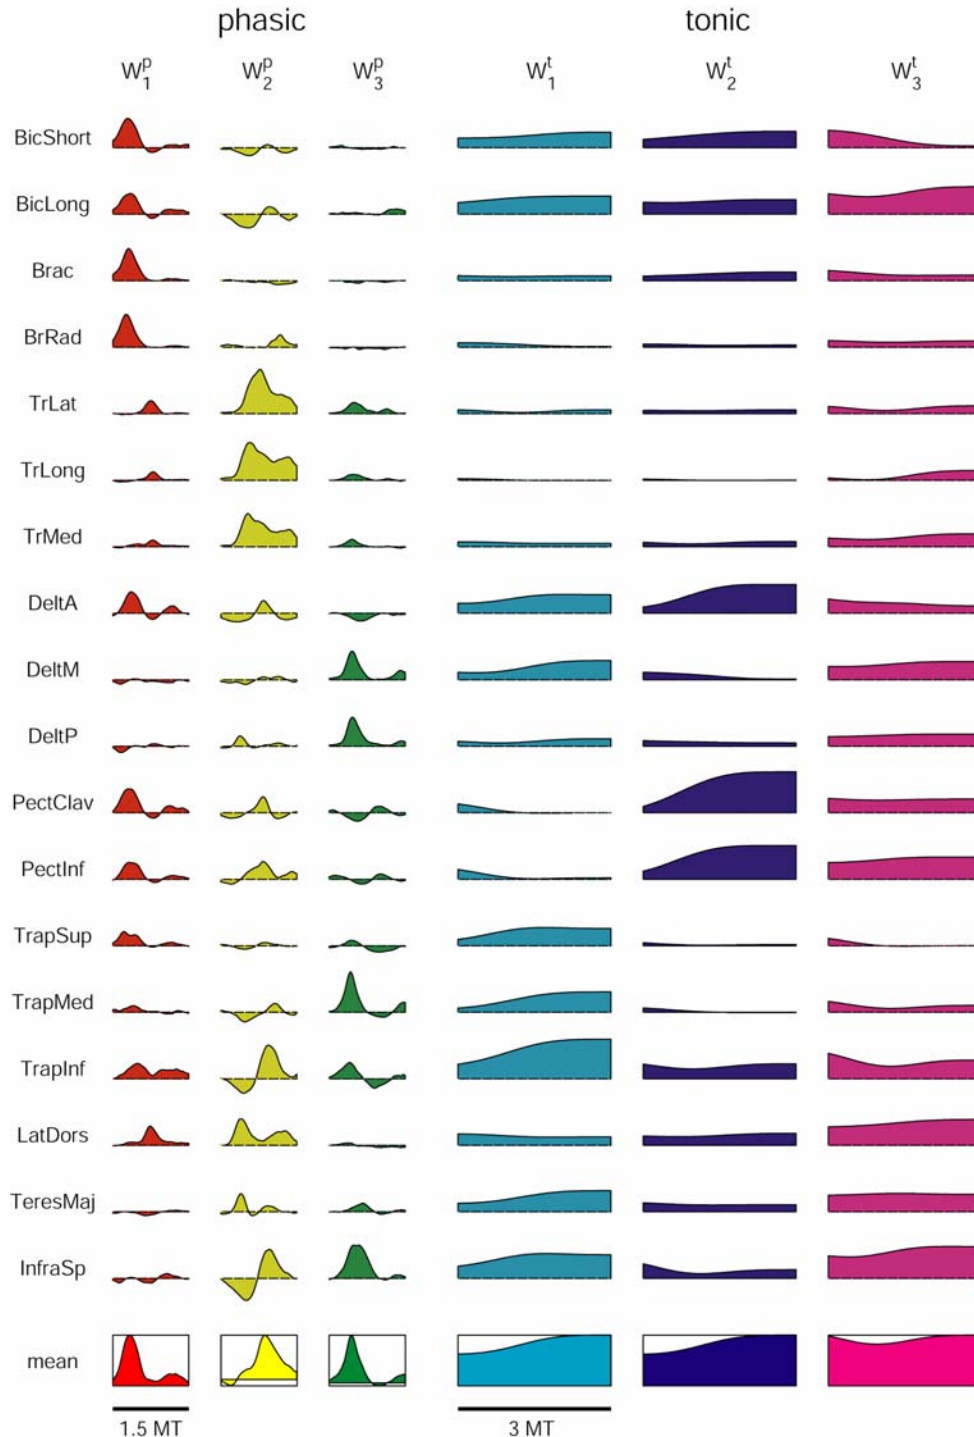 phasic tonic
W₁ᵖ W₂ᵖ W₃ᵖ W₁ᵗ W₂ᵗ W₃ᵗ
BicShort
BicLong
Brac
BrRad
TrLat
TrLong
TrMed
DeltA
DeltM
DeltP
PectClav
PectInf
TrapSup
TrapMed
TrapInf
LatDors
TeresMaj
InfraSp
mean
1.5 MT 3 MT